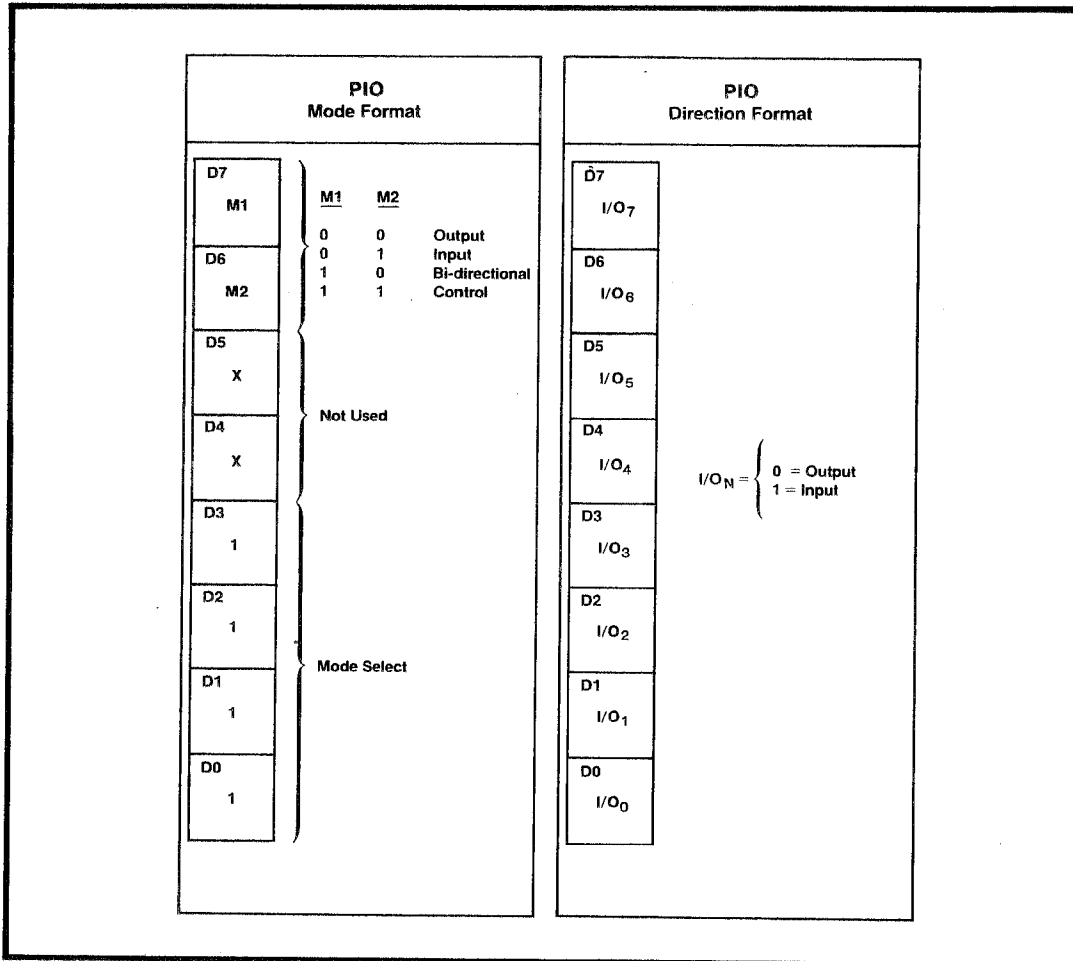 PIO
Mode Format
D7
M1
D6
M2
D5
X
D4
X
D3
1
D2
1
D1
1
D0
1
M1 M2
0 0 Output
0 1 Input
1 0 Bi-directional
1 1 Control
Not Used
Mode Select
PIO
Direction Format
D7
I/O7
D6
I/O6
D5
I/O5
D4
I/O4
D3
I/O3
D2
I/O2
D1
I/O1
D0
I/O0
I/ON =
0 = Output
1 = Input